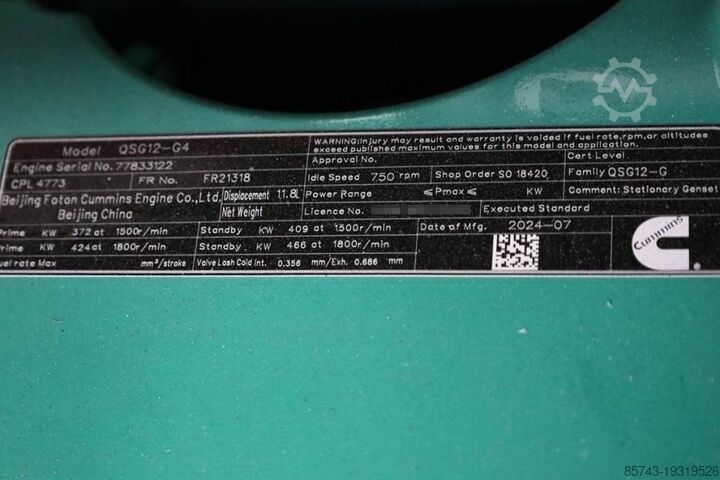 Model QSG12-G4
Engine Serial No. 77833122
CPL 4773 FR No. FR21318
Beijing Foton Cummins Engine Co., Ltd.
Beijing China
Displacement 11.8L
Net Weight
WARNING:Injury may result and warranty is voided if fuel rate,rpm,or altitudes
exceed published maximum values for this model and application.
Approval No. Cert Level
Idle Speed 750 rpm Shop Order SO 18420 Family QSG12-G
Power Range ≤Pmax≤ KW Comment: Stationary Genset
Licence No. Executed Standard
Prime KW 372 at 1500r/min Standby KW 409 at 1500r/min Date of Mfg. 2024-07
Prime KW 424 at 1800r/min Standby KW 466 at 1800r/min
Fuel rate Max mm³/stroke Valve Lash Cold Int. 0.356 mm/Exh. 0.686 mm
Cummins
85743-19319526